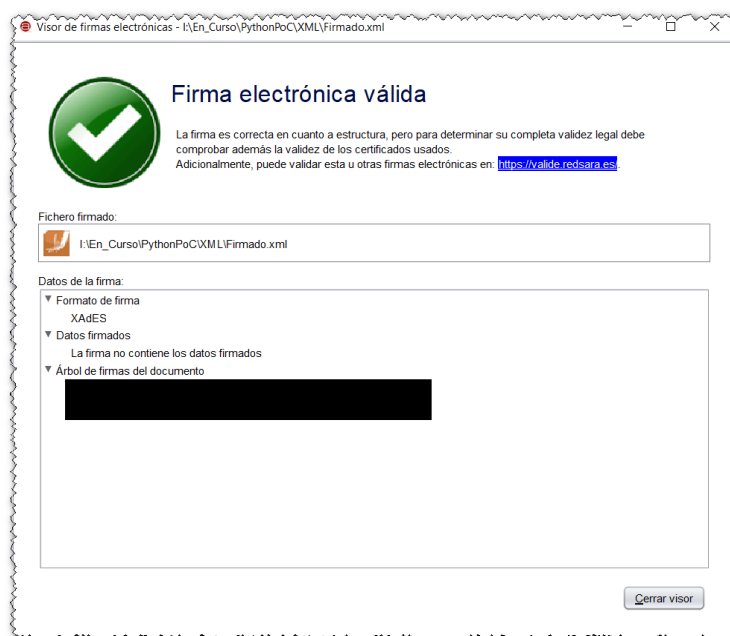 Visor de firmas electrónicas - I:\En_Curso\PythonPoC\XML\Firmado.xml
Firma electrónica válida
La firma es correcta en cuanto a estructura, pero para determinar su completa validez legal debe
comprobar además la validez de los certificados usados.
Adicionalmente, puede validar esta u otras firmas electrónicas en: https://valide.redsara.es/.
Fichero firmado:
I:\En_Curso\PythonPoC\XML\Firmado.xml
Datos de la firma:
Formato de firma
XAdES
Datos firmados
La firma no contiene los datos firmados
Árbol de firmas del documento
Cerrar visor